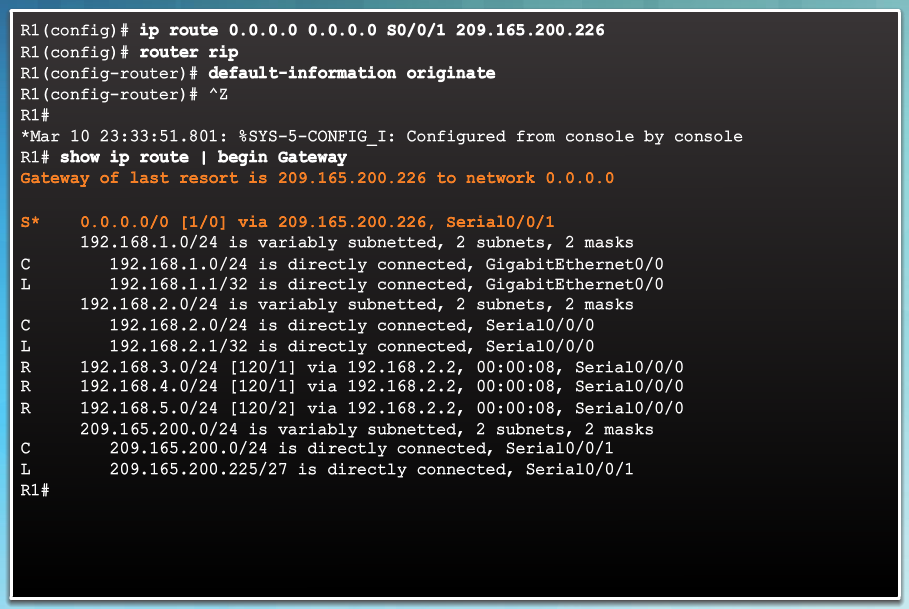 R1(config)# ip route 0.0.0.0 0.0.0.0 S0/0/1 209.165.200.226
R1(config)# router rip
R1(config-router)# default-information originate
R1(config-router)# ^Z
R1#
*Mar 10 23:33:51.801: %SYS-5-CONFIG_I: Configured from console by console
R1# show ip route | begin Gateway
Gateway of last resort is 209.165.200.226 to network 0.0.0.0
S* 0.0.0.0/0 [1/0] via 209.165.200.226, Serial0/0/1
192.168.1.0/24 is variably subnetted, 2 subnets, 2 masks
C 192.168.1.0/24 is directly connected, GigabitEthernet0/0
L 192.168.1.1/32 is directly connected, GigabitEthernet0/0
192.168.2.0/24 is variably subnetted, 2 subnets, 2 masks
C 192.168.2.0/24 is directly connected, Serial0/0/0
L 192.168.2.1/32 is directly connected, Serial0/0/0
R 192.168.3.0/24 [120/1] via 192.168.2.2, 00:00:08, Serial0/0/0
R 192.168.4.0/24 [120/1] via 192.168.2.2, 00:00:08, Serial0/0/0
R 192.168.5.0/24 [120/2] via 192.168.2.2, 00:00:08, Serial0/0/0
209.165.200.0/24 is variably subnetted, 2 subnets, 2 masks
C 209.165.200.0/24 is directly connected, Serial0/0/1
L 209.165.200.225/27 is directly connected, Serial0/0/1
R1#